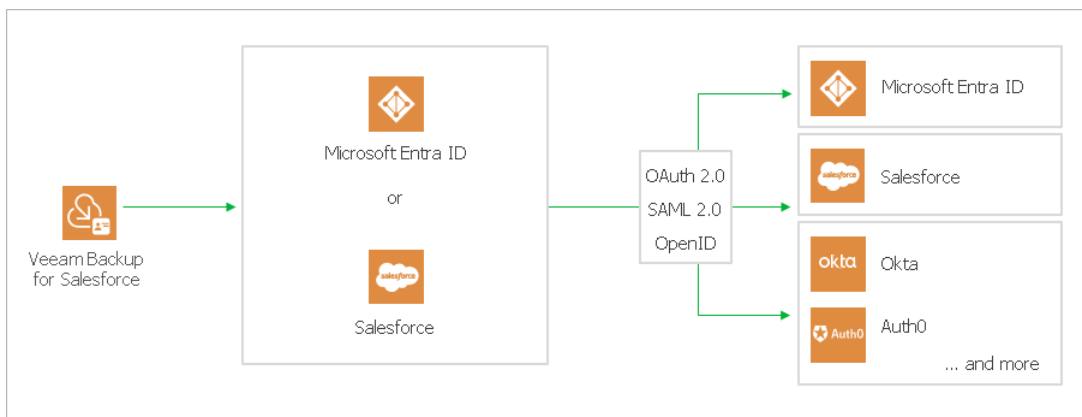 Veeam Backup
for Salesforce
Microsoft Entra ID
or
salesforce
Salesforce
OAuth 2.0
SAML 2.0
OpenID
Microsoft Entra ID
salesforce
Salesforce
okta
Okta
Auth0
Auth0
... and more